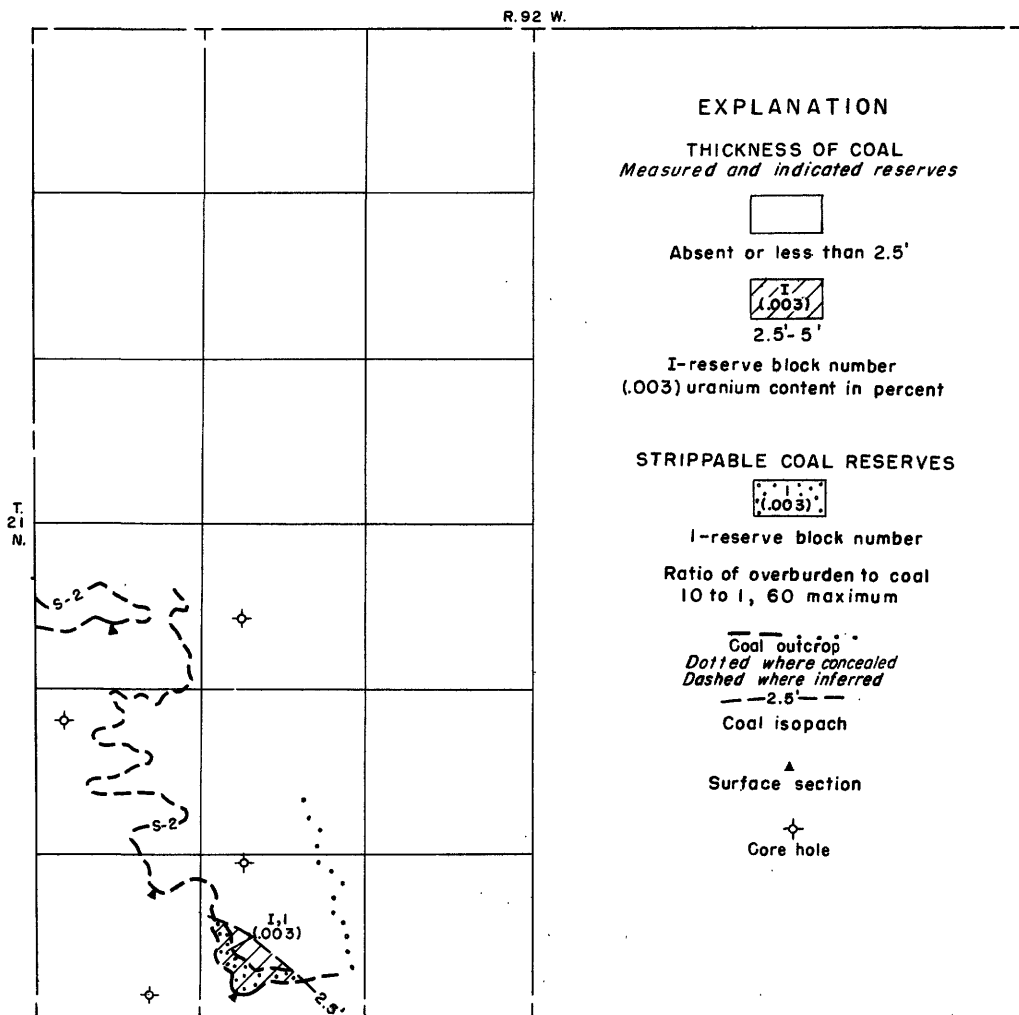 R. 92 W.
EXPLANATION
THICKNESS OF COAL
Measured and indicated reserves
Absent or less than 2.5'
I
(.003)
2.5'- 5'
I-reserve block number
(.003) uranium content in percent
STRIPPABLE COAL RESERVES
I
(.003)
I-reserve block number
Ratio of overburden to coal
10 to 1, 60 maximum
Coal outcrop
Dotted where concealed
Dashed where inferred
2.5'
Coal isopach
Surface section
Core hole
T.
21
N.
S-2
S-2
I, I
(.003)
2.5'